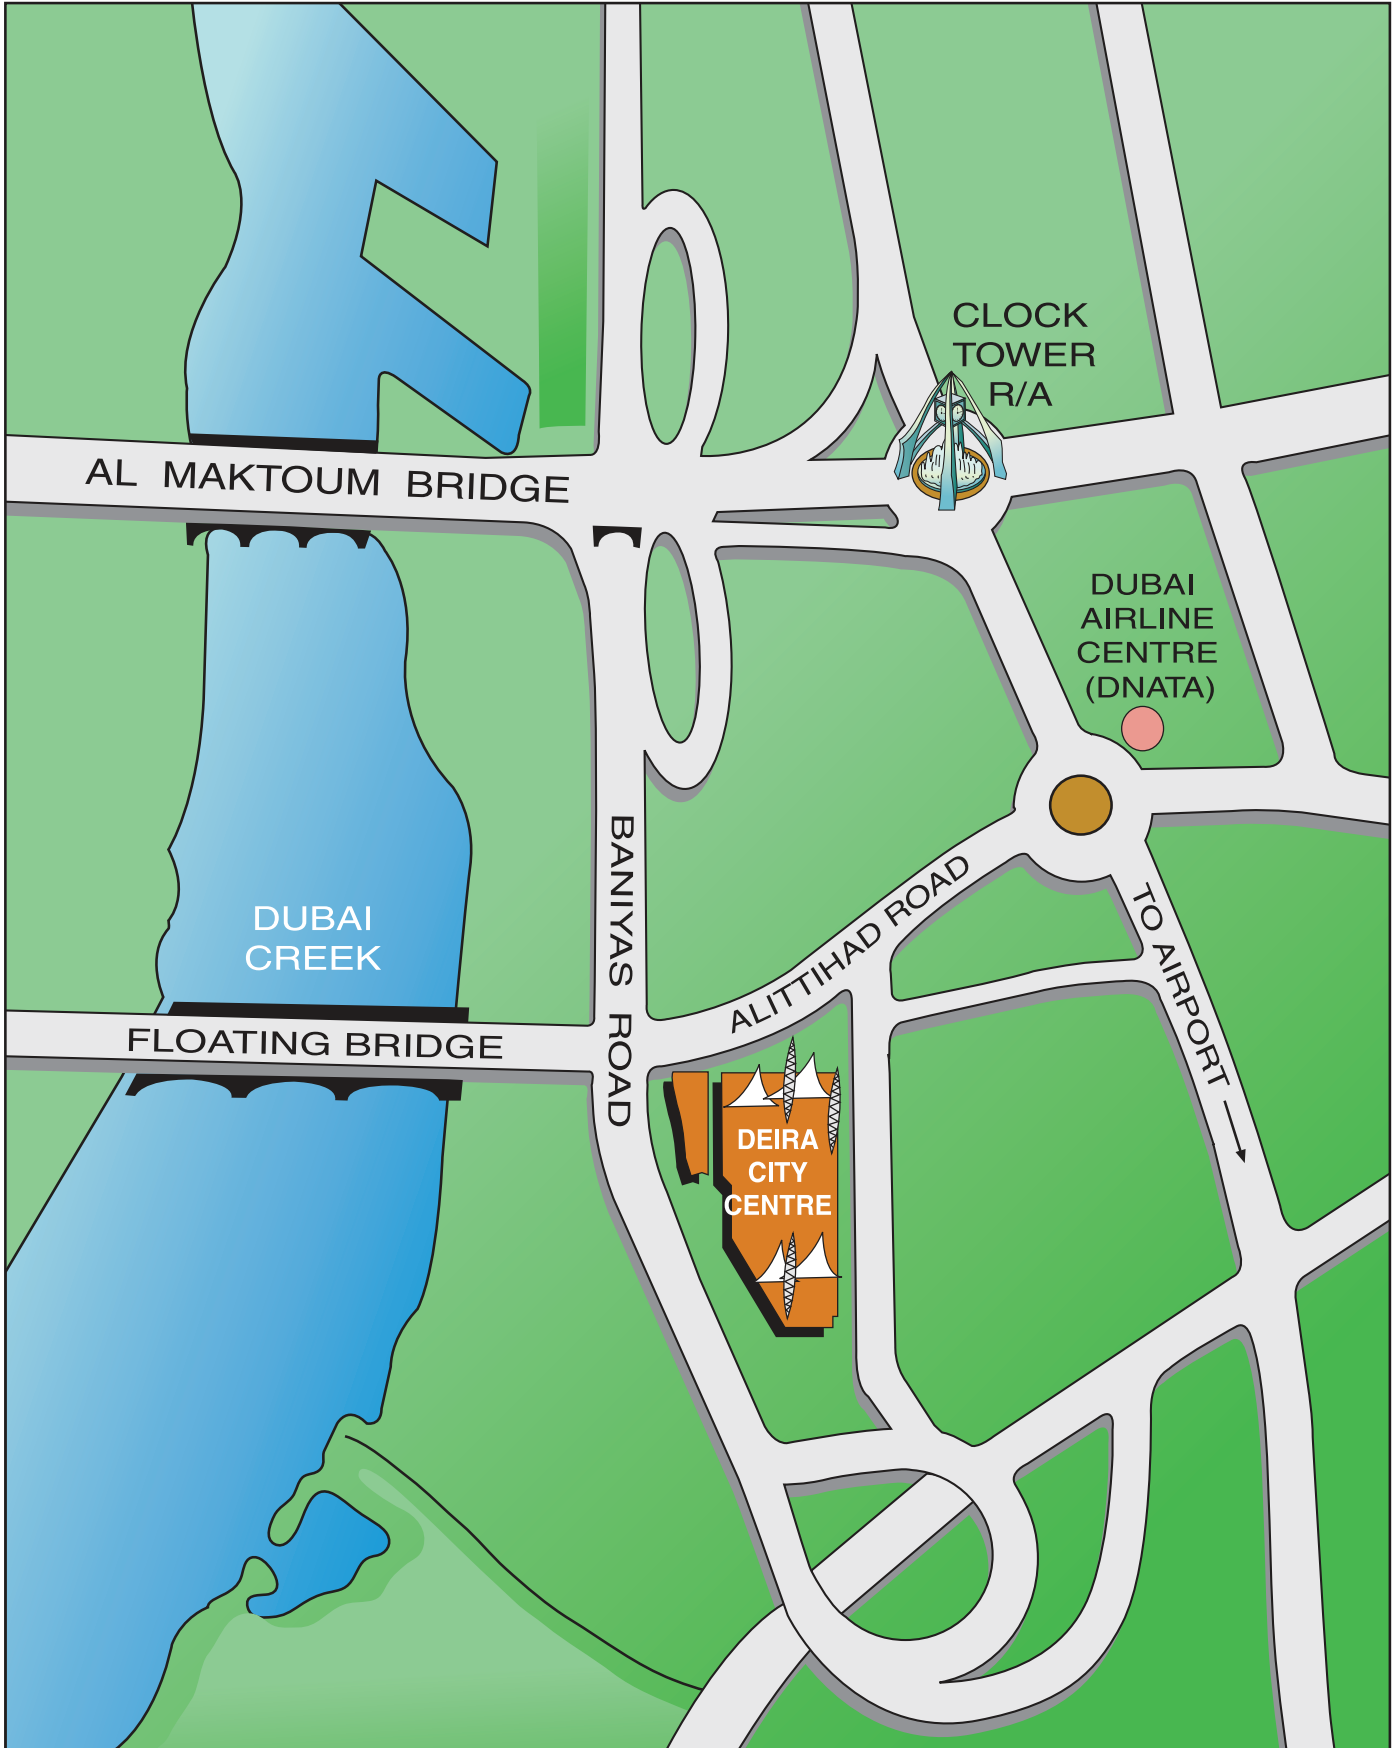 CLOCK
TOWER
R/A
AL MAKTOUM BRIDGE
DUBAI
AIRLINE
CENTRE
(DNATA)
BANIYAS ROAD
ALITTIHAD ROAD
TO AIRPORT
DUBAI
CREEK
FLOATING BRIDGE
DEIRA
CITY
CENTRE